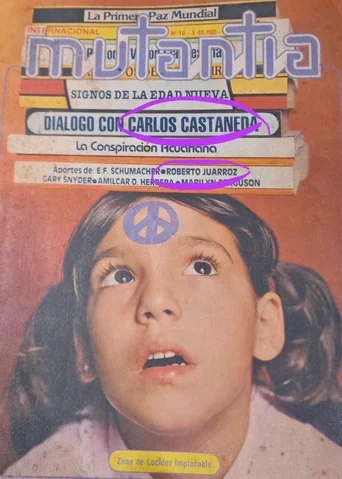 La Primera Paz Mundial
INTERNACIONAL
mutantia
SIGNOS DE LA EDAD NUEVA
DIALOGO CON CARLOS CASTANEDA
La Conspiración Acuariana
Aportes de E.F. SCHUMACHER●ROBERTO JUARROZ
GARY SNYDER●AMILCAR O. HERRERA●MARILYN FERGUSON
Zona de Lucidez Implacable